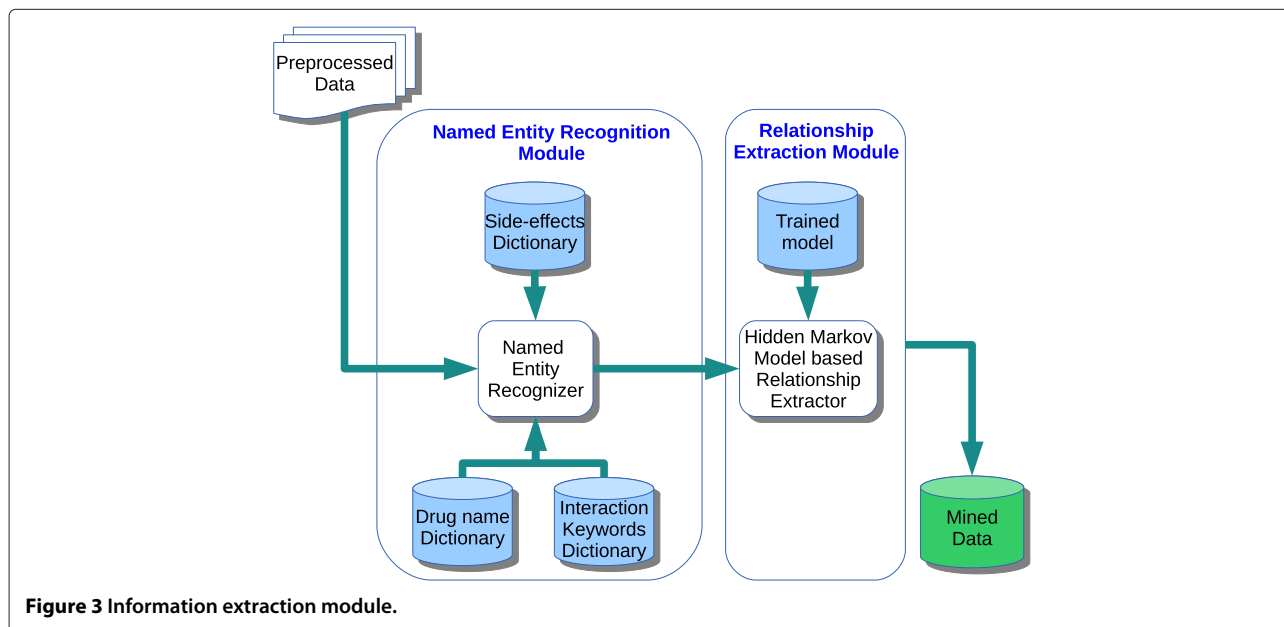 Preprocessed
Data
Named Entity Recognition
Module
Relationship
Extraction Module
Side-effects
Dictionary
Trained
model
Named
Entity
Recognizer
Hidden Markov
Model based
Relationship
Extractor
Drug name
Dictionary
Interaction
Keywords
Dictionary
Mined
Data
Figure 3 Information extraction module.